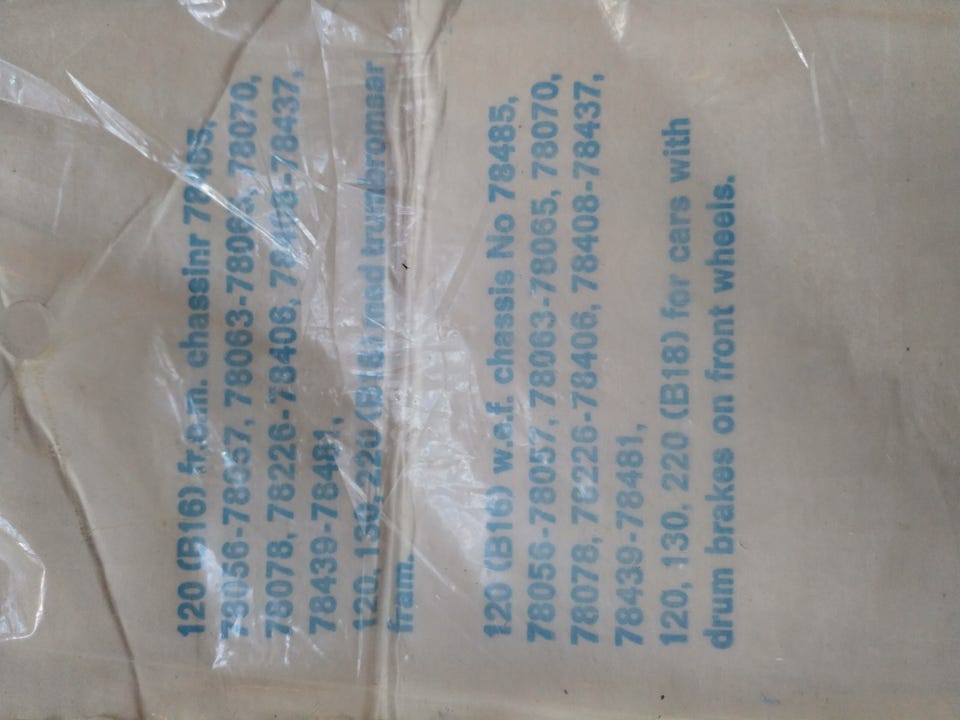 120 (B16) fr.o.m. chassinr 78485,
78056-78057, 78063-78065, 78070,
78078, 78226-78406, 78408-78437,
78439-78481,
120, 130, 220 (B18) med trumbromsar
fram.
120 (B16) w.e.f. chassis No 78485,
78056-78057, 78063-78065, 78070,
78078, 78226-78406, 78408-78437,
78439-78481,
120, 130, 220 (B18) for cars with
drum brakes on front wheels.